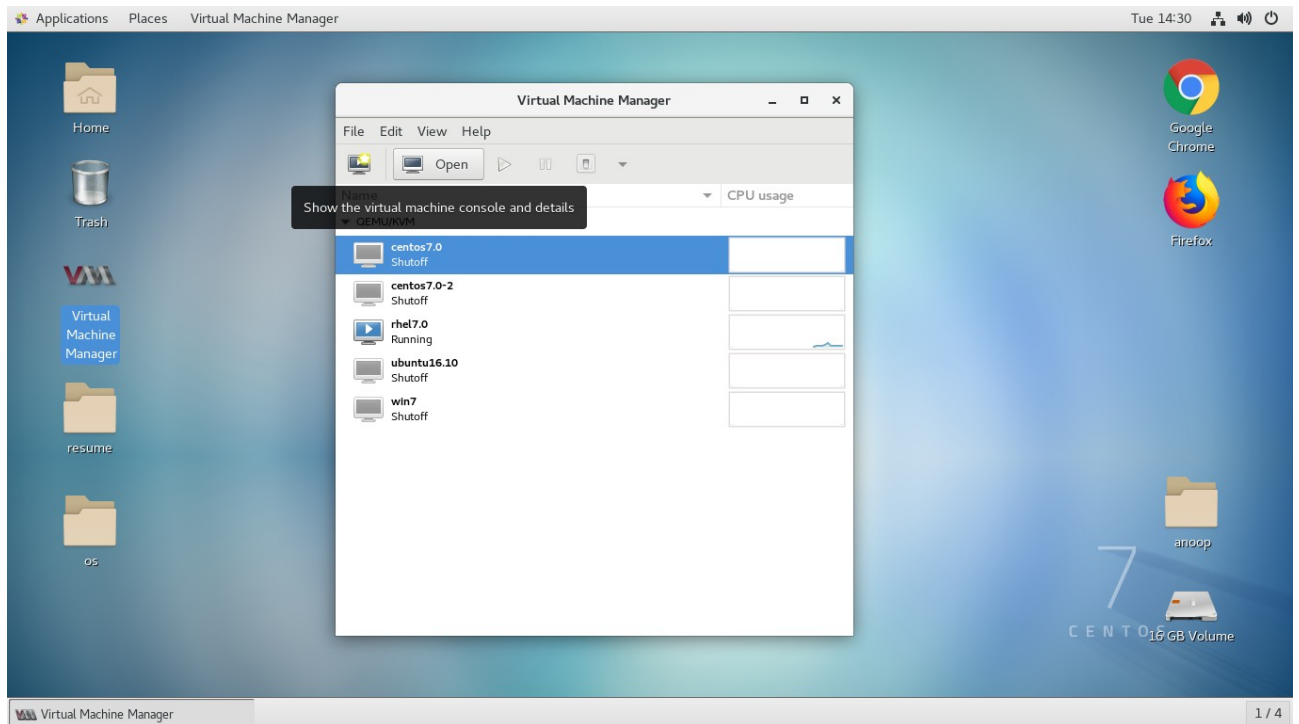 Applications Places Virtual Machine Manager
Tue 14:30
Home
Trash
VMM
Virtual
Machine
Manager
resume
os
Virtual Machine Manager
File Edit View Help
Open
Name
CPU usage
Show the virtual machine console and details
QEMU/KVM
centos7.0
Shutoff
centos7.0-2
Shutoff
rhel7.0
Running
ubuntu16.10
Shutoff
win7
Shutoff
Google
Chrome
Firefox
anoop
7
CENTOS
16 GB Volume
Virtual Machine Manager
1 / 4